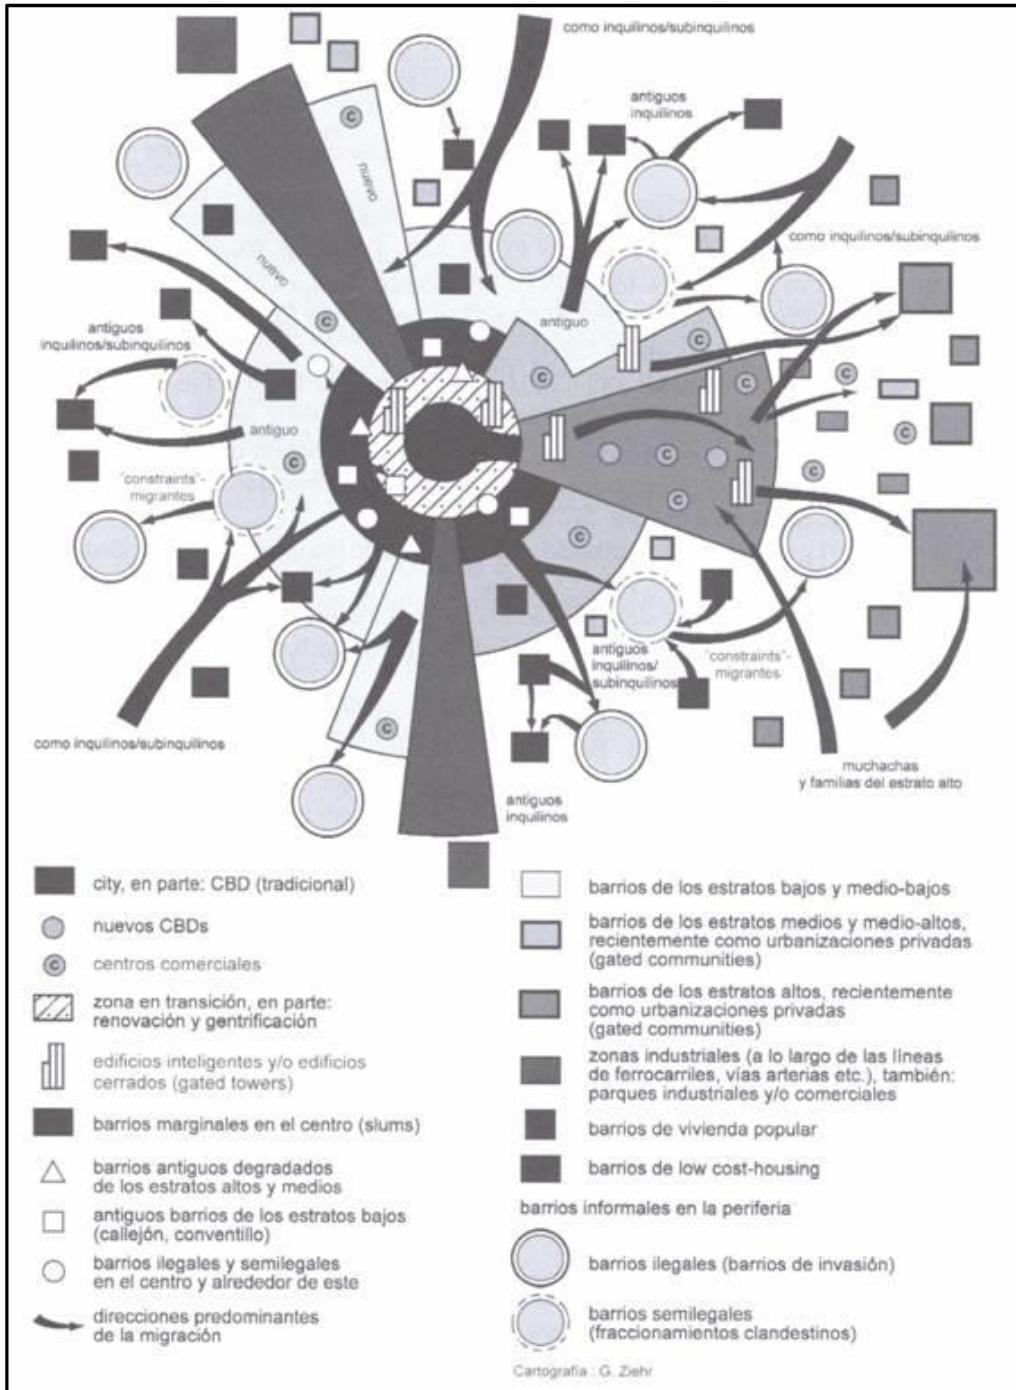 como inquilinos/subinquilinos
antiguos
inquilinos
C
nuevo
como inquilinos/subinquilinos
nuevo
C
antiguo
antiguos
inquilinos/subinquilinos
C
C
C
antiguo
C
C
C
C
"constraints"-
migrantes
C
C
C
antiguos
inquilinos/
subinquilinos
"constraints"-
migrantes
C
como inquilinos/subinquilinos
muchachas
y familias del estrato alto
antiguos
inquilinos
city, en parte: CBD (tradicional)
nuevos CBDs
C
centros comerciales
zona en transición, en parte:
renovación y gentrificación
edificios inteligentes y/o edificios
cerrados (gated towers)
barrios marginales en el centro (slums)
barrios antiguos degradados
de los estratos altos y medios
antiguos barrios de los estratos bajos
(callejón, conventillo)
barrios ilegales y semilegales
en el centro y alrededor de este
direcciones predominantes
de la migración
barrios de los estratos bajos y medio-bajos
barrios de los estratos medios y medio-altos,
recientemente como urbanizaciones privadas
(gated communities)
barrios de los estratos altos, recientemente
como urbanizaciones privadas
(gated communities)
zonas industriales (a lo largo de las líneas
de ferrocarriles, vías arterias etc.), también:
parques industriales y/o comerciales
barrios de vivienda popular
barrios de low cost-housing
barrios informales en la periferia
barrios ilegales (barrios de invasión)
barrios semilegales
(fraccionamientos clandestinos)
Cartografía : G. Ziehr